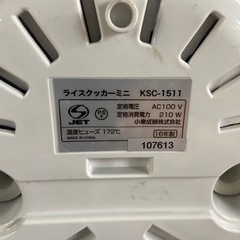 ライスクッカーミニ KSC-1511
PS E
JET
定格電圧 AC100 V
定格消費電力 210 W
小泉成器株式会社
温度ヒューズ 172℃
MADE IN CHINA
16年製
107613